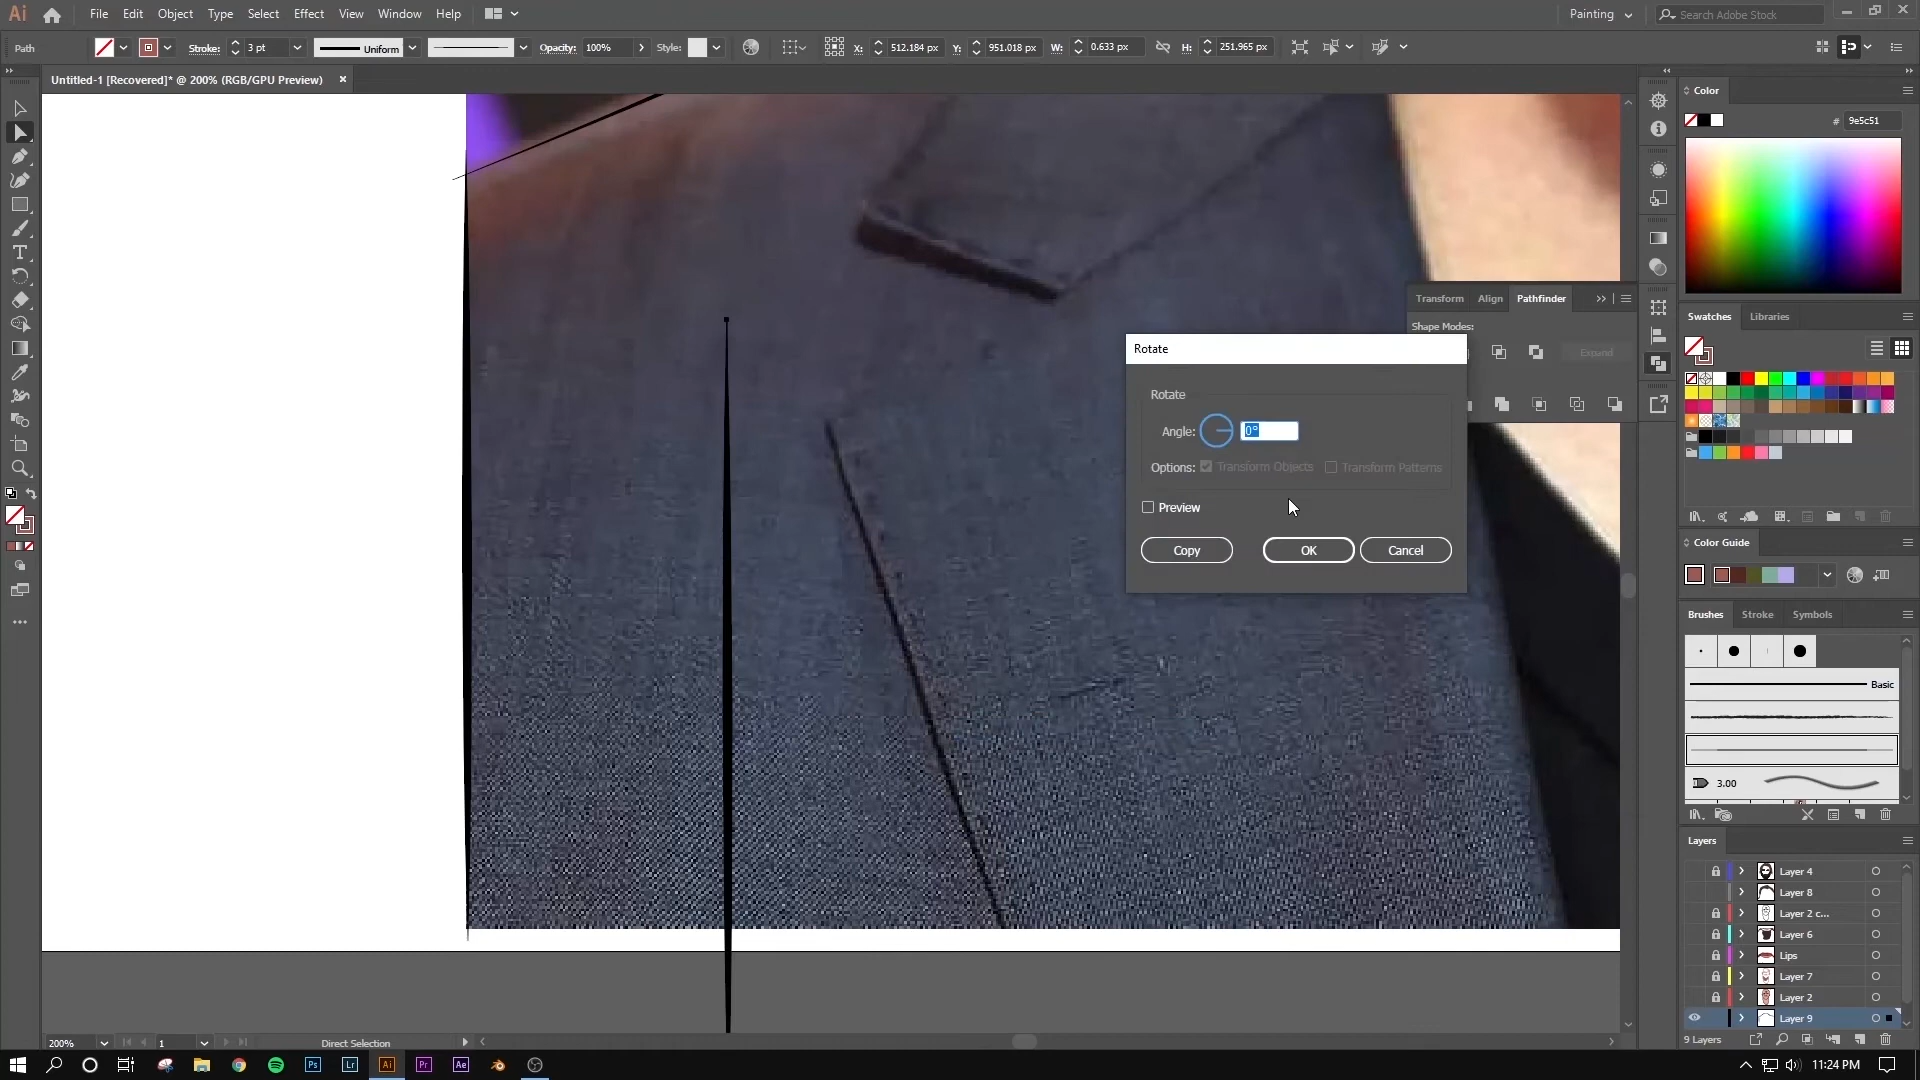 Ai File Edit Object Type Select Effect View Window Help Painting Search Adobe Stock
Path Stroke: 3 pt Uniform Opacity: 100% Style: X: 512.184 px Y: 951.018 px W: 0.633 px H: 251.965 px
Untitled-1 [Recovered]* @ 200% (RGB/GPU Preview)
Color
# 9e5c51
Transform Align Pathfinder
Shape Modes:
Expand
Swatches Libraries
Rotate
Rotate
Angle: 0°
Options: Transform Objects Transform Patterns
Preview
Copy OK Cancel
Color Guide
Brushes Stroke Symbols
Basic
3.00
Layers
Layer 4
Layer 8
Layer 2 c...
Layer 6
Lips
Layer 7
Layer 2
Layer 9
9 Layers
200% 1 Direct Selection
Ps Lr Ai Pr Ae 11:24 PM